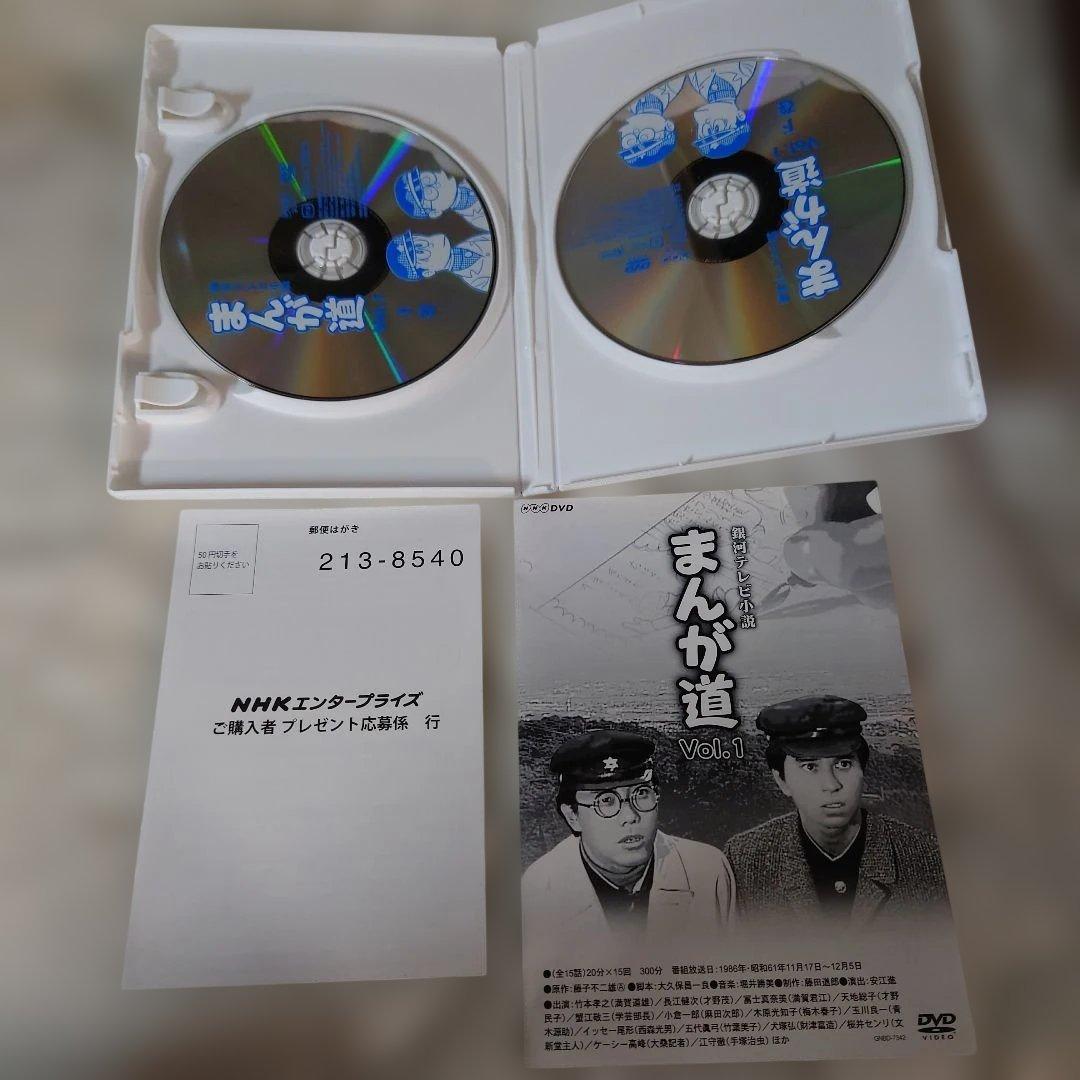 まんが道
Vol.1
まんが道
DVD
郵便はがき
50円切手を
お貼りください
213-8540
NHKエンタープライズ
ご購入者 プレゼント応募係 行
NHK DVD
銀河テレビ小説
まんが道
Vol.1
●(全15話)20分×15回 300分 番組放送日:1986年・昭和61年11月17日～12月5日
●原作:藤子不二雄Ⓐ ●脚本:大久保昌一良●音楽:堀井勝美●制作:藤田道郎●演出:安江進
●出演:竹本孝之(満賀道雄)/長江健次(才野茂)/冨士真奈美(満賀君江)/天地総子(才野
民子)/蟹江敬三(学芸部長)/小倉一郎(麻田次郎)/木原光知子(梅木春子)/玉川良一(青
木源助)/イッセー尾形(西森光男)/五代眞弓(竹葉美子)/犬塚弘(財津富造)/桜井センリ(文
新堂主人)/ケーシー高峰(大桑記者)/江守徹(手塚治虫) ほか
DVD
VIDEO
GNBD-7342